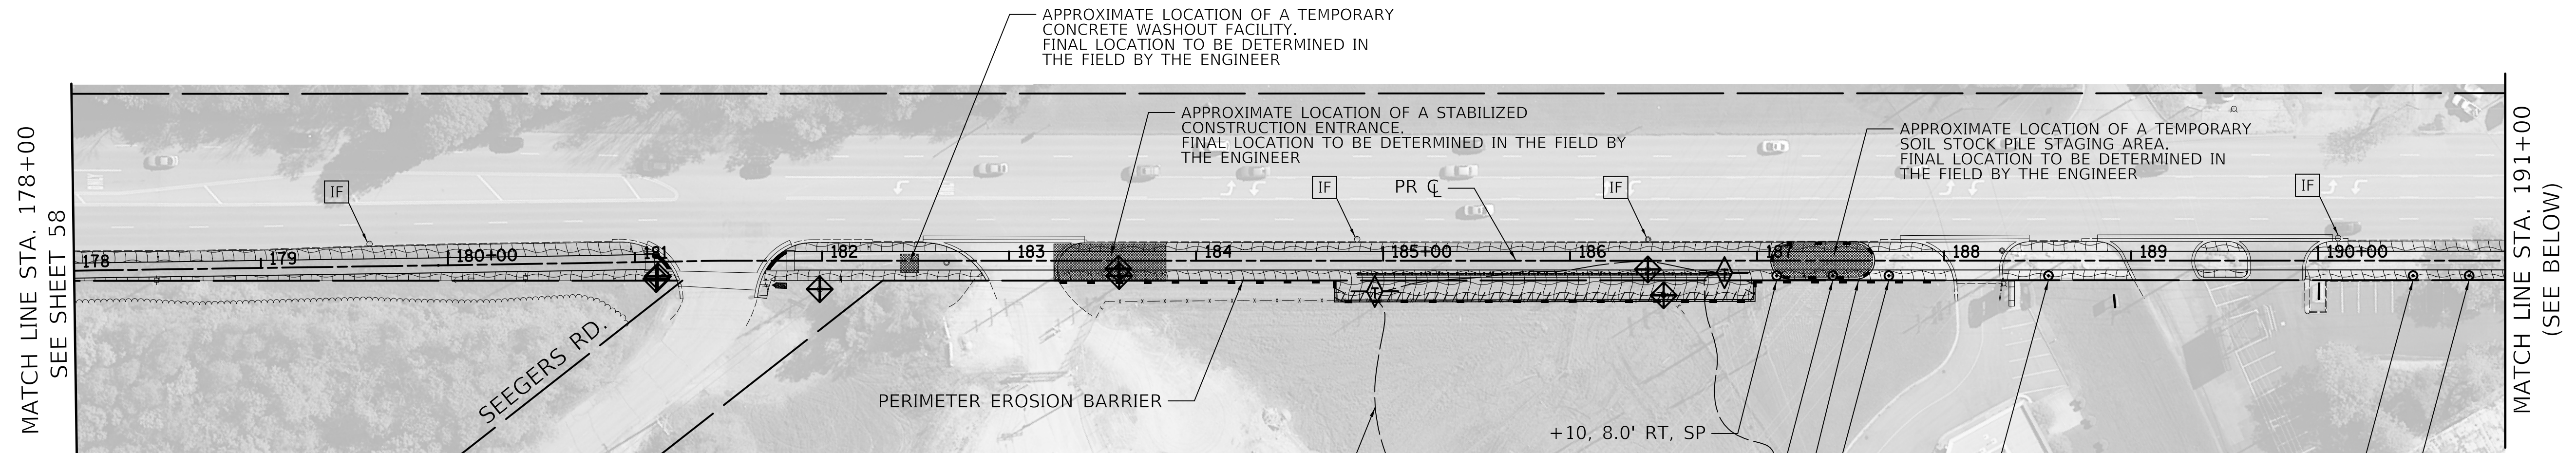 APPROXIMATE LOCATION OF A TEMPORARY
CONCRETE WASHOUT FACILITY.
FINAL LOCATION TO BE DETERMINED IN
THE FIELD BY THE ENGINEER
APPROXIMATE LOCATION OF A STABILIZED
CONSTRUCTION ENTRANCE.
FINAL LOCATION TO BE DETERMINED IN THE FIELD BY
THE ENGINEER
APPROXIMATE LOCATION OF A TEMPORARY
SOIL STOCK PILE STAGING AREA.
FINAL LOCATION TO BE DETERMINED IN
THE FIELD BY THE ENGINEER
MATCH LINE STA. 178+00
SEE SHEET 58
IF
IF
PR ℄
IF
IF
178
179
180+00
181
182
183
184
185+00
186
187
188
189
190+00
T
T
SEEGERS RD.
PERIMETER EROSION BARRIER
+10, 8.0' RT, SP
MATCH LINE STA. 191+00
(SEE BELOW)